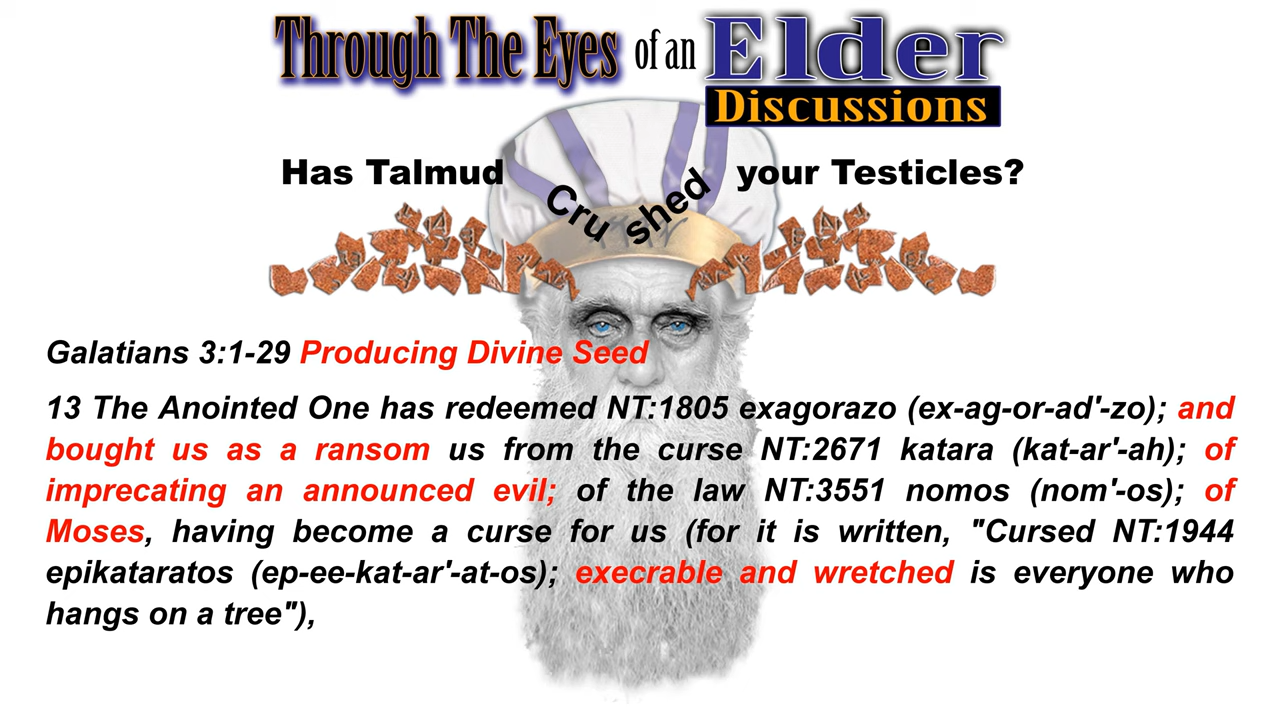 Through The Eyes of an Elder
Discussions
Has Talmud Crushed your Testicles?
Galatians 3:1-29 Producing Divine Seed
13 The Anointed One has redeemed NT:1805 exagorazo (ex-ag-or-ad'-zo); and
bought us as a ransom us from the curse NT:2671 katara (kat-ar'-ah); of
imprecating an announced evil; of the law NT:3551 nomos (nom'-os); of
Moses, having become a curse for us (for it is written, "Cursed NT:1944
epikataratos (ep-ee-kat-ar'-at-os); execrable and wretched is everyone who
hangs on a tree"),